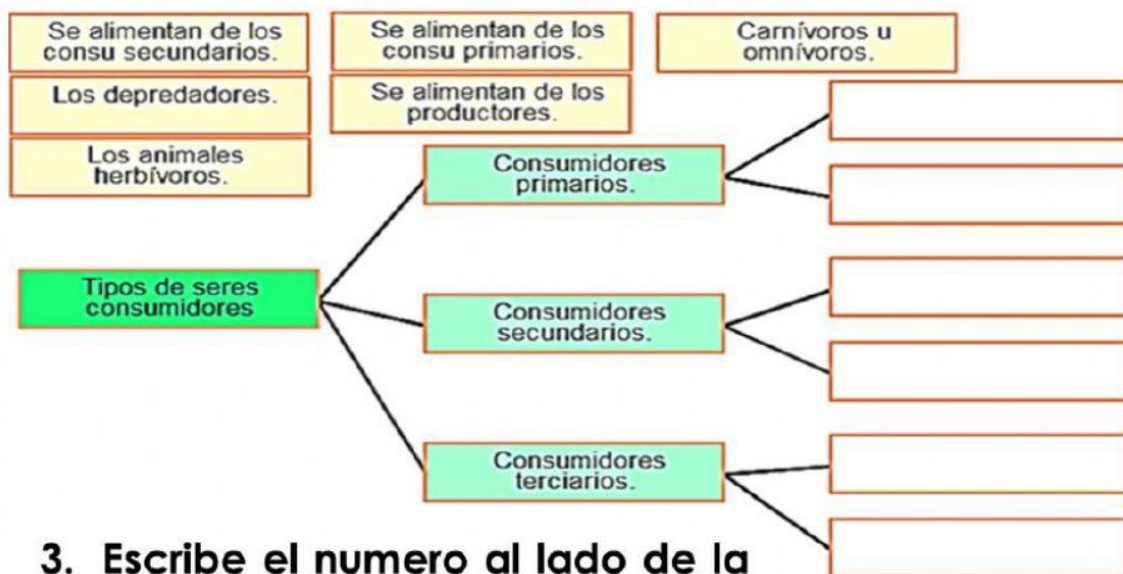 Se alimentan de los
consu secundarios.
Se alimentan de los
consu primarios.
Carnívoros u
omnívoros.
Los depredadores.
Se alimentan de los
productores.
Los animales
herbívoros.
Consumidores
primarios.
Tipos de seres
consumidores
Consumidores
secundarios.
Consumidores
terciarios.
3. Escribe el numero al lado de la